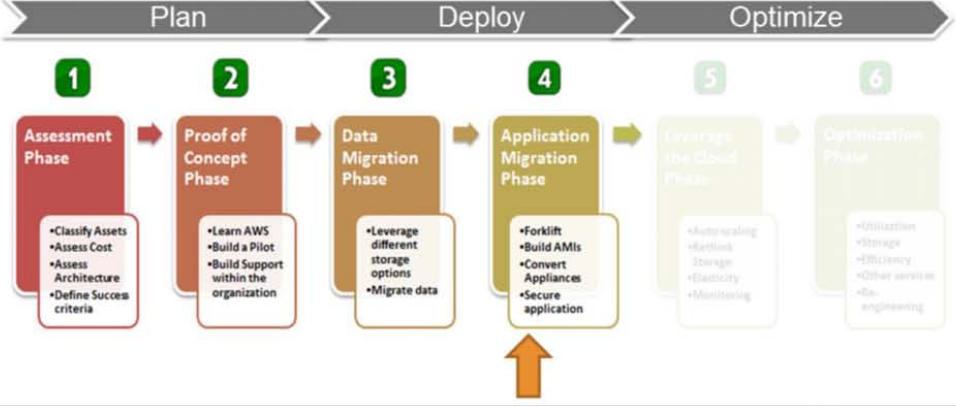 Plan
Deploy
Optimize
1
2
3
4
5
6
Assessment
Phase
•Classify Assets
•Assess Cost
•Assess
Architecture
•Define Success
criteria
Proof of
Concept
Phase
•Learn AWS
•Build a Pilot
•Build Support
within the
organization
Data
Migration
Phase
•Leverage
different
storage
options
•Migrate data
Application
Migration
Phase
•Forklift
•Build AMIs
•Convert
Appliances
•Secure
application
Leverage
the Cloud
Phase
•Auto scaling
•Rethink
Storage
•Elasticity
•Monitoring
Optimization
Phase
•Utilization
•Storage
•Efficiency
•Other services
•Re-
engineering